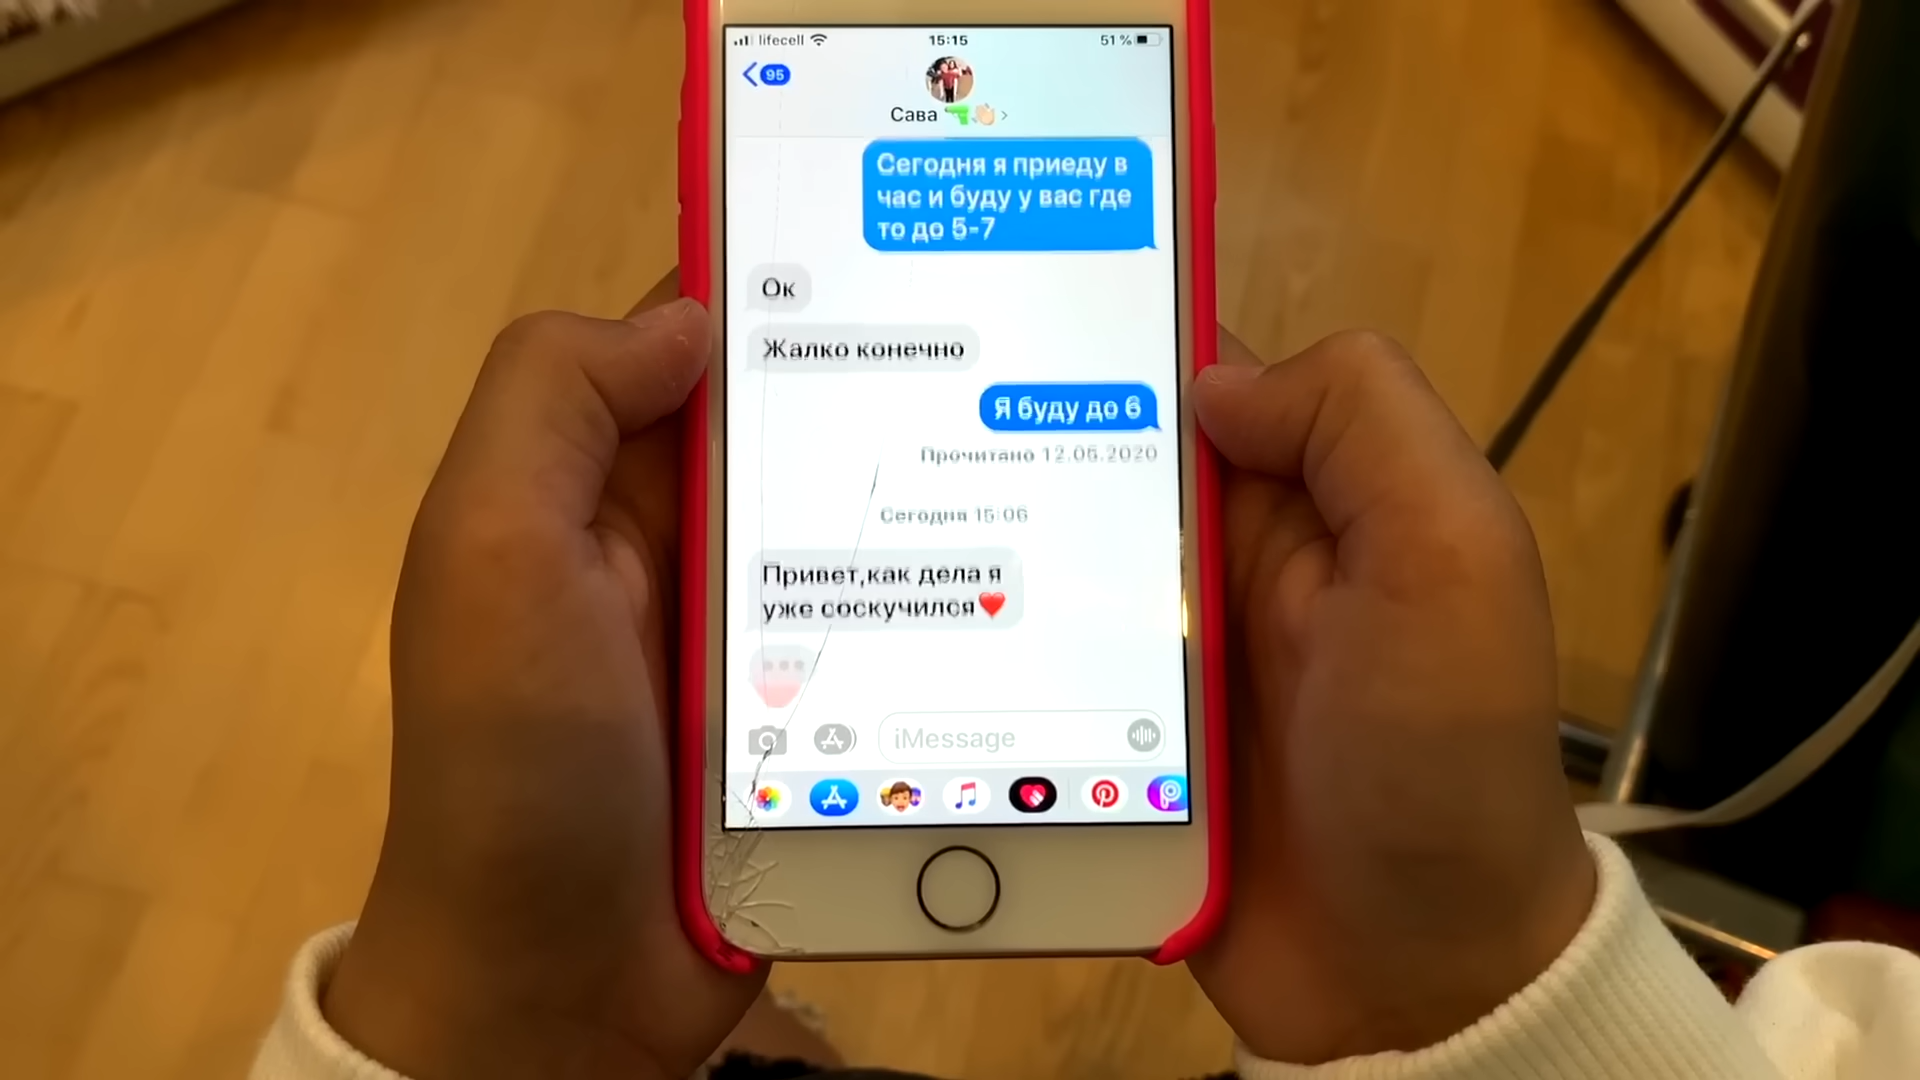 lifecell
15:15
51 %
95
Сава
Сегодня я приеду в
час и буду у вас где
то до 5-7
Ок
Жалко конечно
Я буду до 6
Прочитано 12.05.2020
Сегодня 15:06
Привет,как дела я
уже соскучился
iMessage